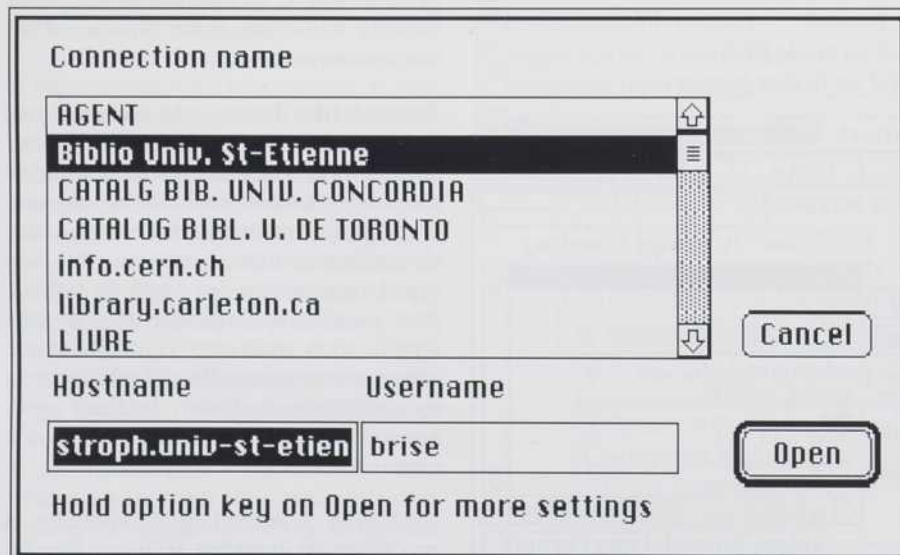 Connection name
AGENT
Biblio Univ. St-Etienne
CATALG BIB. UNIV. CONCORDIA
CATALOG BIBL. U. DE TORONTO
info.cern.ch
library.carleton.ca
LIVRE
Cancel
Hostname Username
stroph.univ-st-etien brise
Open
Hold option key on Open for more settings